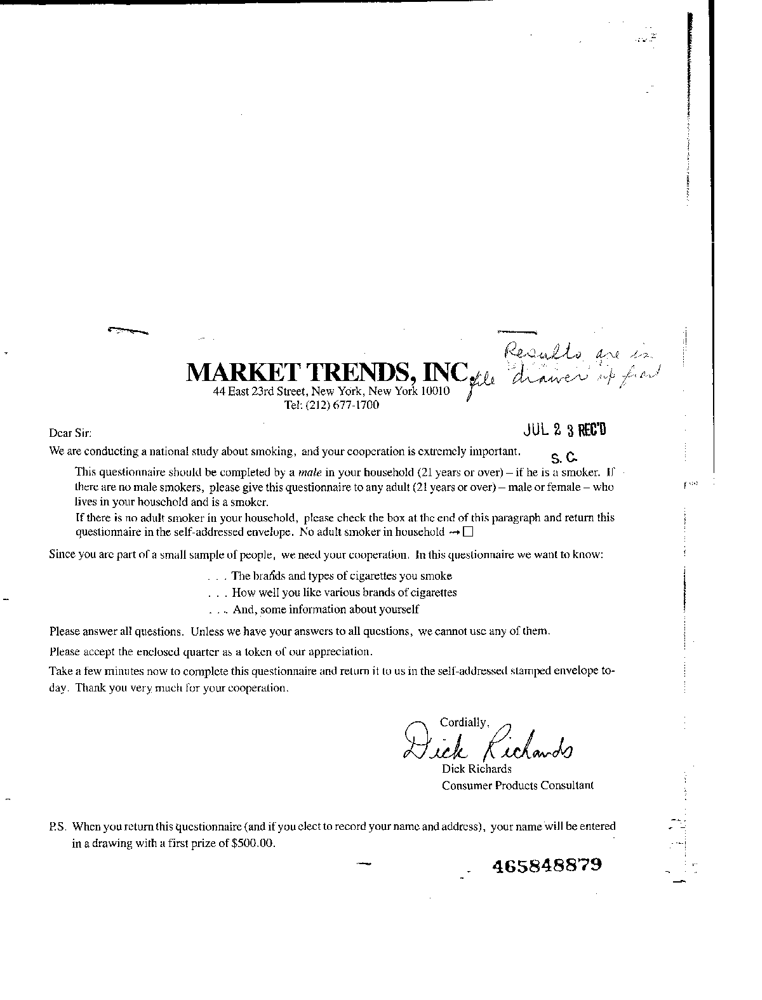 Results are in
MARKET TRENDS, INC. file drawer up front
44 East 23rd Street, New York, New York 10010
Tel: (212) 677-1700
JUL 2 3 REC'D
Dear Sir:
We are conducting a national study about smoking, and your cooperation is extremely important.
S. C.
This questionnaire should be completed by a male in your household (21 years or over) – if he is a smoker. If
there are no male smokers, please give this questionnaire to any adult (21 years or over) – male or female – who
lives in your household and is a smoker.
If there is no adult smoker in your household, please check the box at the end of this paragraph and return this
questionnaire in the self-addressed envelope. No adult smoker in household → □
Since you are part of a small sample of people, we need your cooperation. In this questionnaire we want to know:
. . . The brands and types of cigarettes you smoke
. . . How well you like various brands of cigarettes
. . . And, some information about yourself
Please answer all questions. Unless we have your answers to all questions, we cannot use any of them.
Please accept the enclosed quarter as a token of our appreciation.
Take a few minutes now to complete this questionnaire and return it to us in the self-addressed stamped envelope to-
day. Thank you very much for your cooperation.
Cordially,
Dick Richards
Dick Richards
Consumer Products Consultant
P.S. When you return this questionnaire (and if you elect to record your name and address), your name will be entered
in a drawing with a first prize of $500.00.
465848879